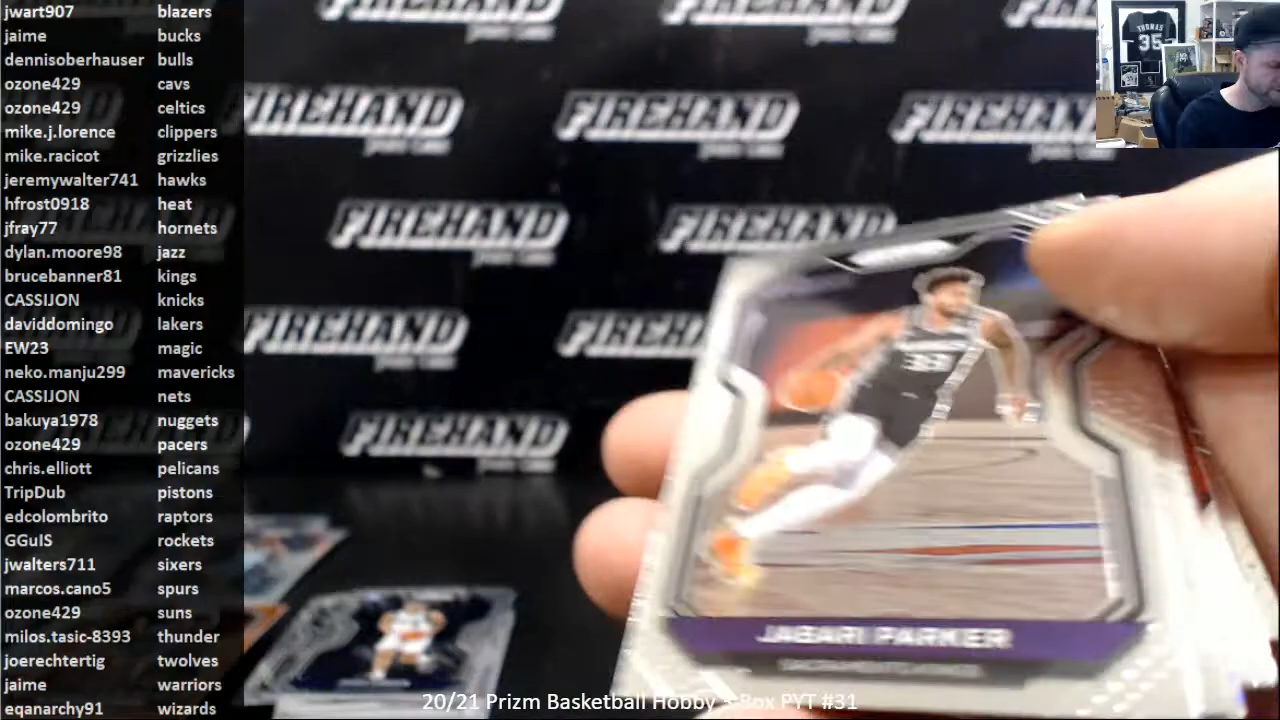 jwart907 blazers
jaime bucks
dennisoberhauser bulls
ozone429 cavs
ozone429 celtics
mike.j.lorence clippers
mike.racicot grizzlies
jeremywalter741 hawks
hfrost0918 heat
jfray77 hornets
dylan.moore98 jazz
brucebanner81 kings
CASSIJON knicks
daviddomingo lakers
EW23 magic
neko.manju299 mavericks
CASSIJON nets
bakuya1978 nuggets
ozone429 pacers
chris.elliott pelicans
TripDub pistons
edcolombrito raptors
GGuIS rockets
jwalters711 sixers
marcos.cano5 spurs
ozone429 suns
milos.tasic-8393 thunder
joerechtertig twolves
jaime warriors
eqanarchy91 wizards
THOMAS
35
FIREHAND FIREHAND FIREHAND
FIREHAND FIREHAND
FIREHAND FIREHAND
FIREHAND
33
JABARI PARKER
20/21 Prizm Basketball Hobby 3 Box PYT #31